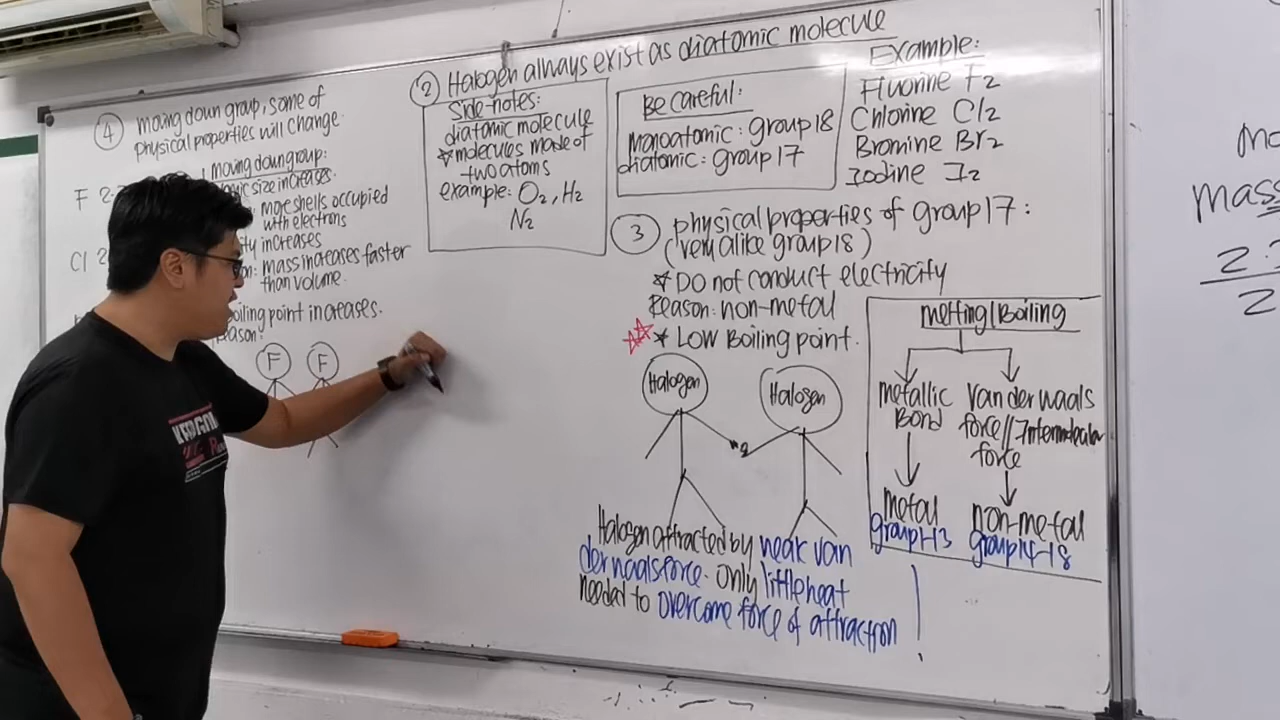 4 moving down group, some of
physical properties will change.
moving down group:
size increases.
more shells occupied
with electrons
increases
mass increases faster
than volume.
boiling point increases.
Reason:
F F
F 2
Cl 2
2 Halogen always exist as diatomic molecule
Side-notes:
diatomic molecule
molecules made of
two atoms
example: O2, H2
N2
Be careful:
monoatomic: group 18
diatomic: group 17
Example:
Fluorine F2
Chlorine Cl2
Bromine Br2
Iodine I2
3 physical properties of group 17:
(very alike group 18)
Do not conduct electricity
Reason: non-metal
Low Boiling point.
Halogen Halogen
Halogen attracted by weak van
der waals force. Only little heat
needed to overcome force of attraction
melting/Boiling
metallic
Bond
van der waals
force//Intermolecular
force
metal
group 1-13
non-metal
group 14-18
mass
2